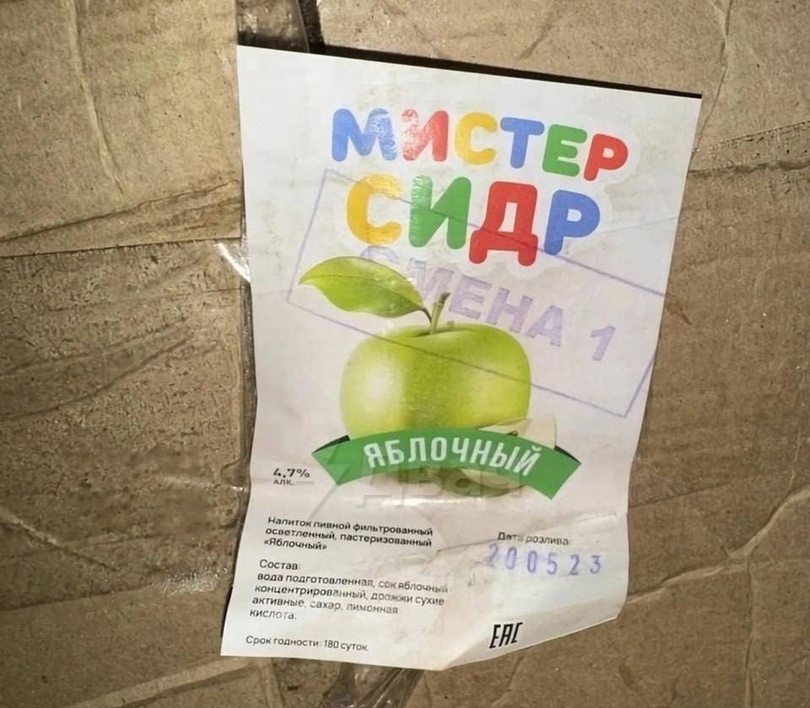 МИСТЕР
СИДР
СМЕНА 1
ЯБЛОЧНЫЙ
4,7%
АЛК.
Напиток пивной фильтрованный
осветленный, пастеризованный
«Яблочный»
Дата розлива:
200523
Состав:
вода подготовленная, сок яблочный
концентрированный, дрожжи сухие
активные, сахар, лимонная
кислота.
Срок годности: 180 суток
ЕАС